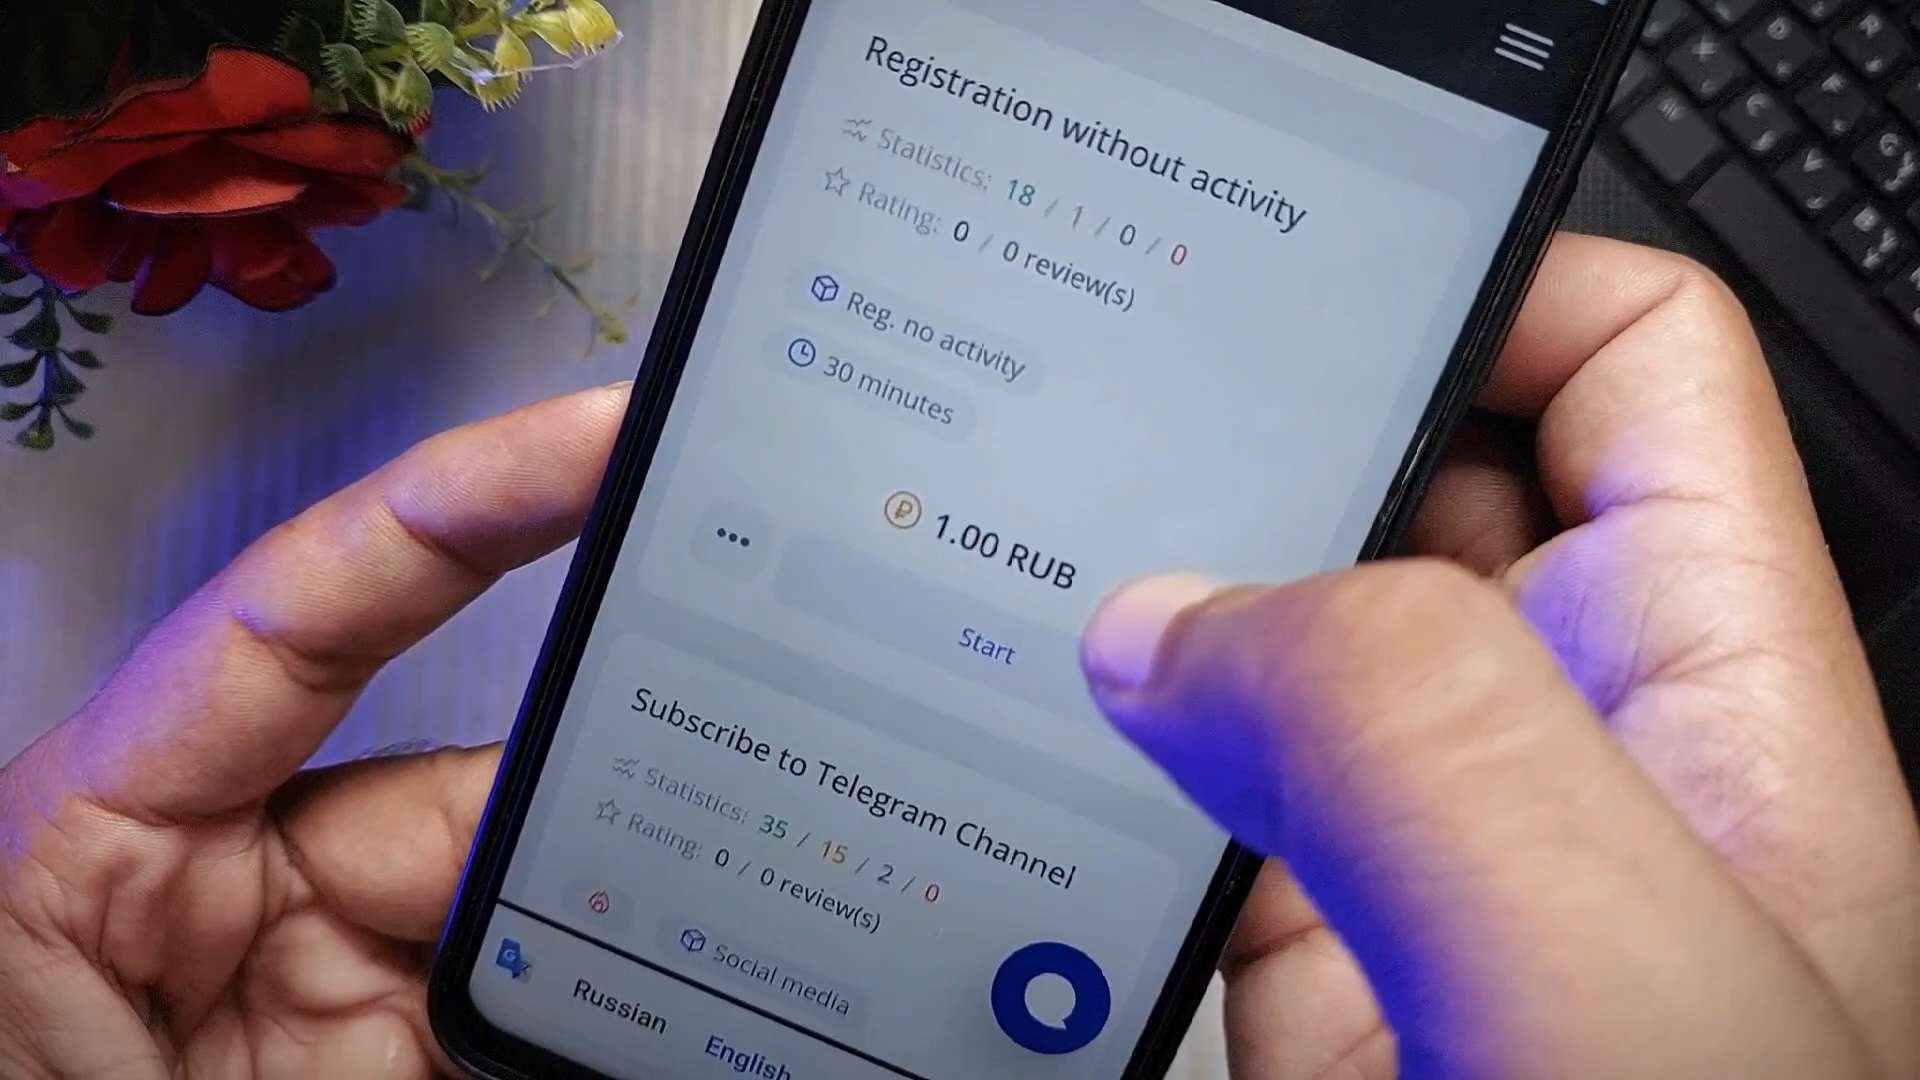 Registration without activity
Statistics: 18 / 1 / 0 / 0
Rating: 0 / 0 review(s)
Reg. no activity
30 minutes
1.00 RUB
Start
Subscribe to Telegram Channel
Statistics: 35 / 15 / 2 / 0
Rating: 0 / 0 review(s)
Social media
Russian
English